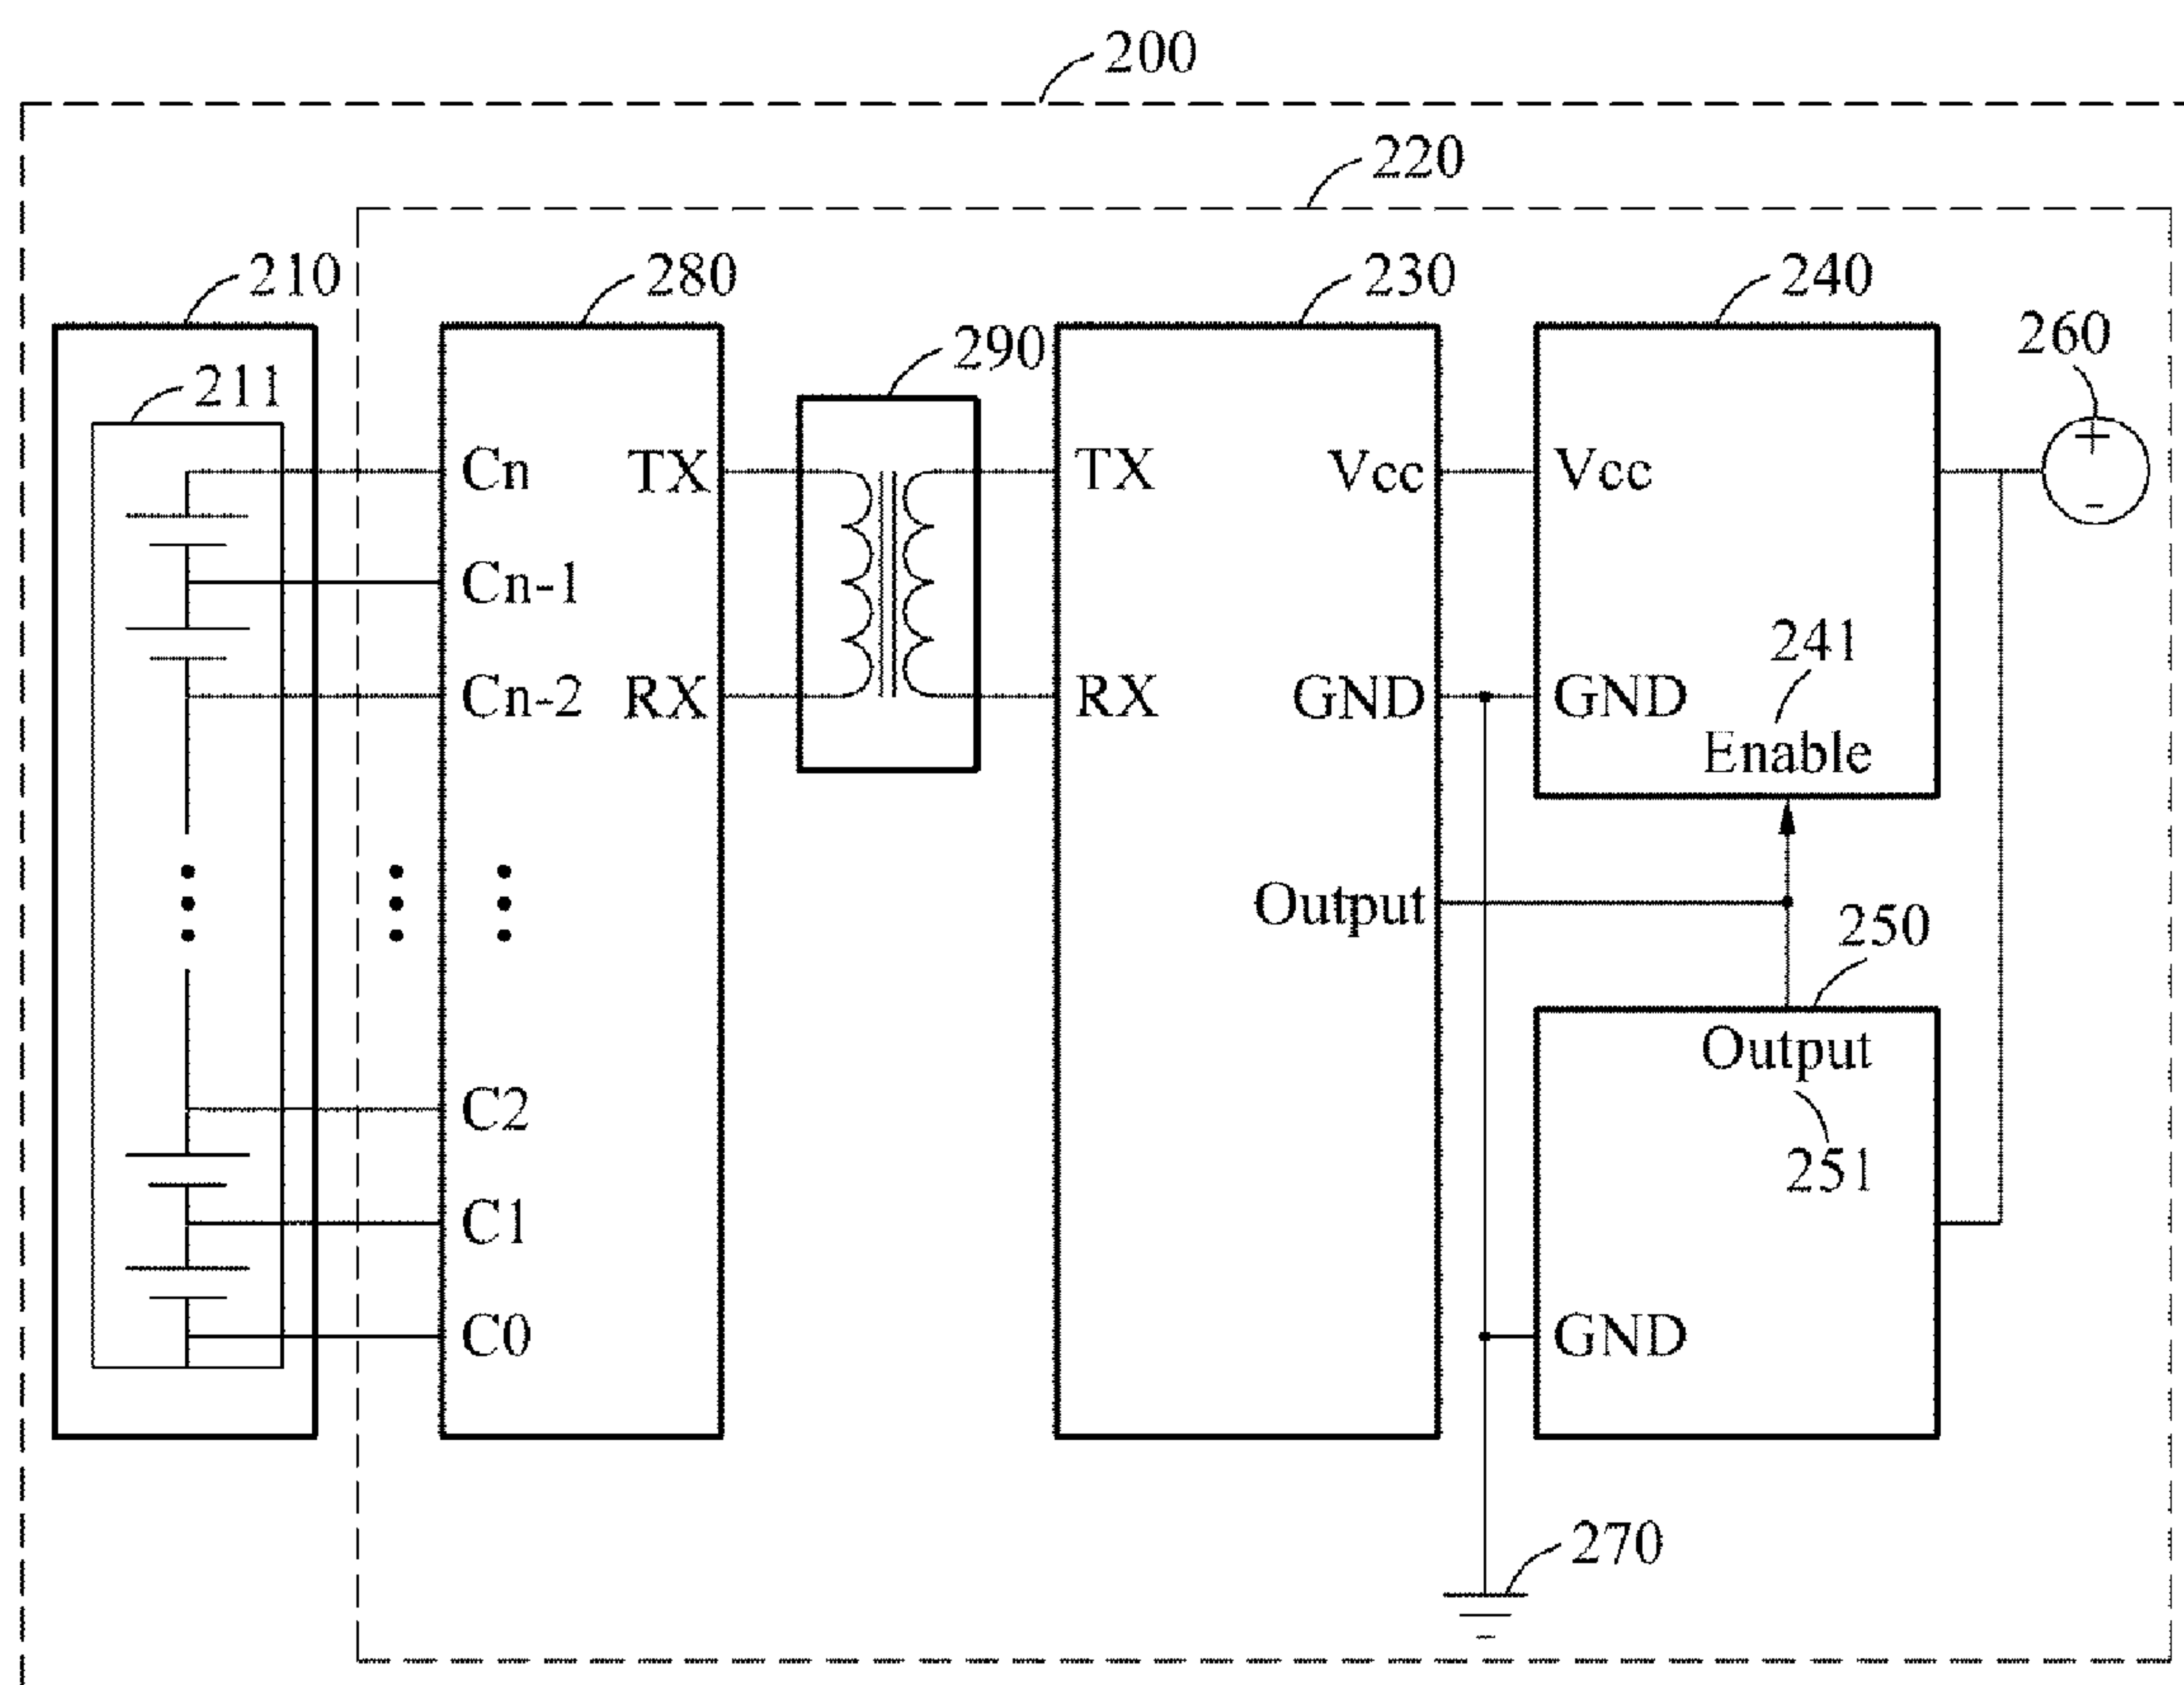 200
220
210
280
230
240
290
260
211
Cn
TX
TX
Vcc
Vcc
+
-
Cn-1
241
Cn-2
RX
RX
GND
GND
Enable
Output
250
Output
C2
251
C1
C0
GND
270